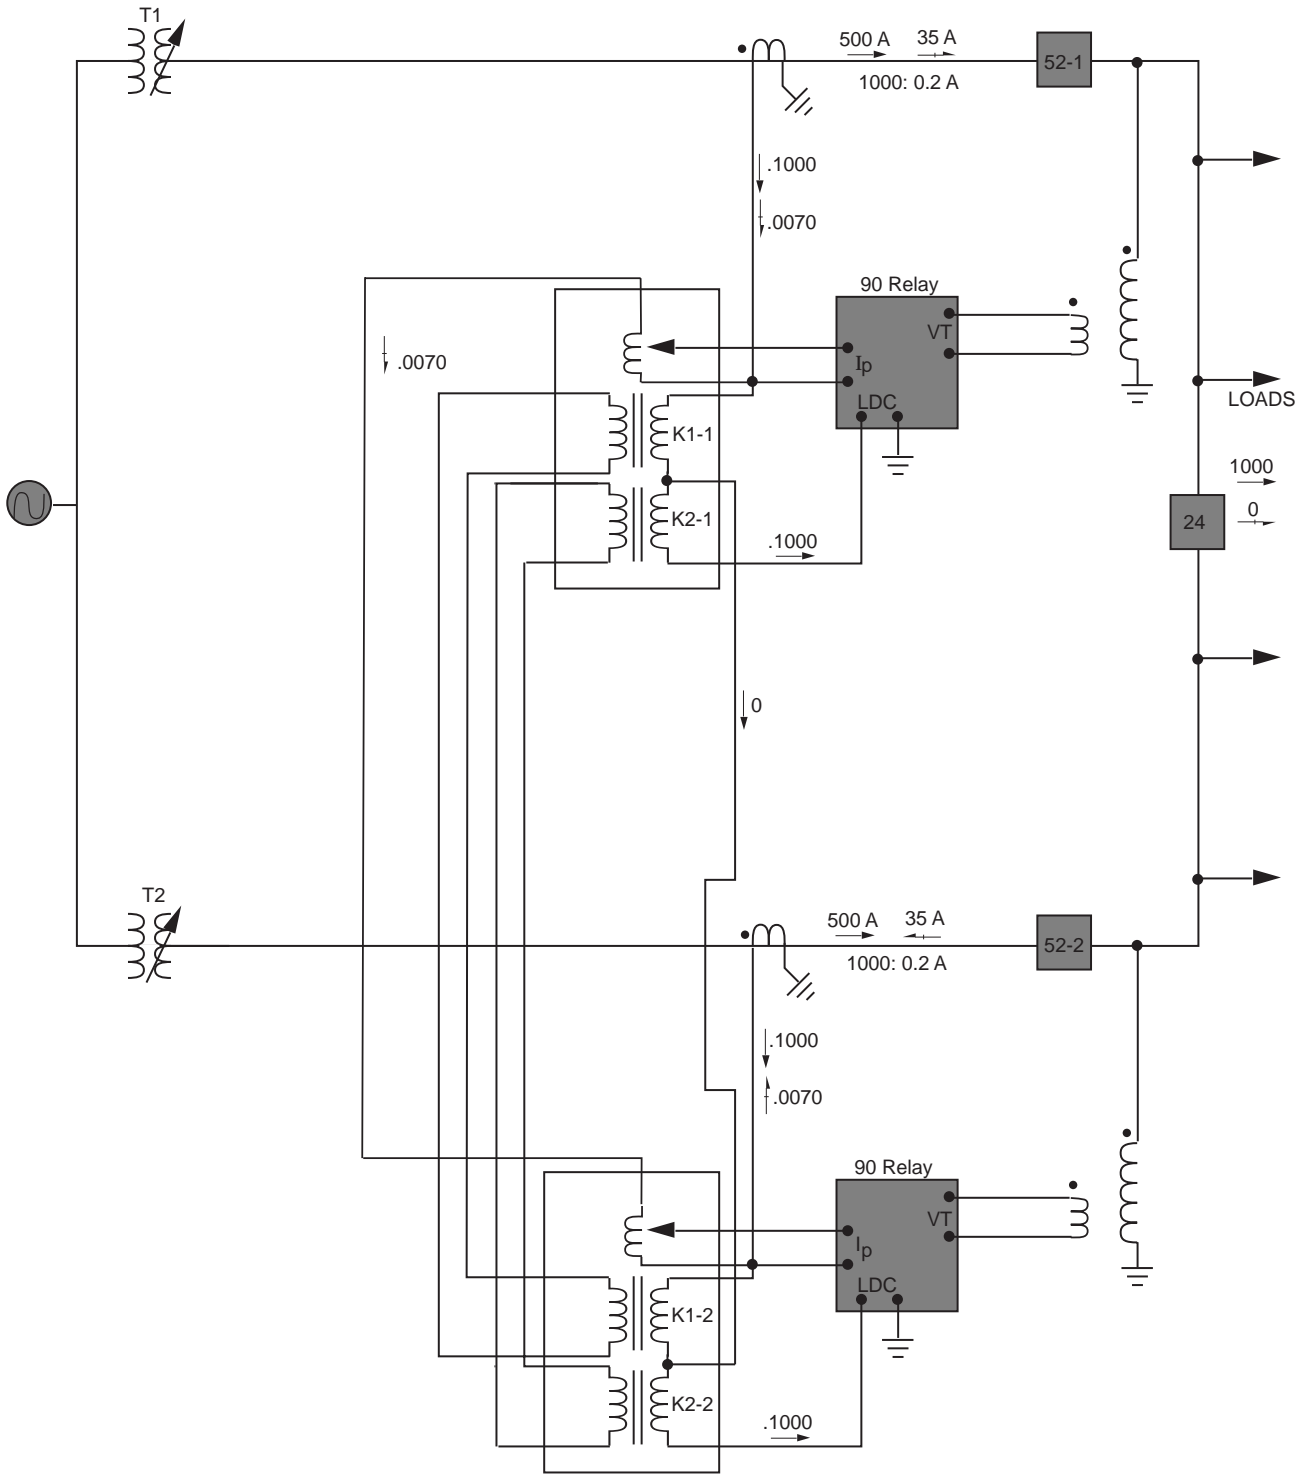 T1
500 A
35 A
1000: 0.2 A
52-1
.1000
.0070
90 Relay
VT
Ip
LDC
.0070
LOADS
K1-1
1000
0
24
K2-1
.1000
0
T2
500 A
35 A
1000: 0.2 A
52-2
.1000
.0070
90 Relay
VT
Ip
LDC
K1-2
K2-2
.1000